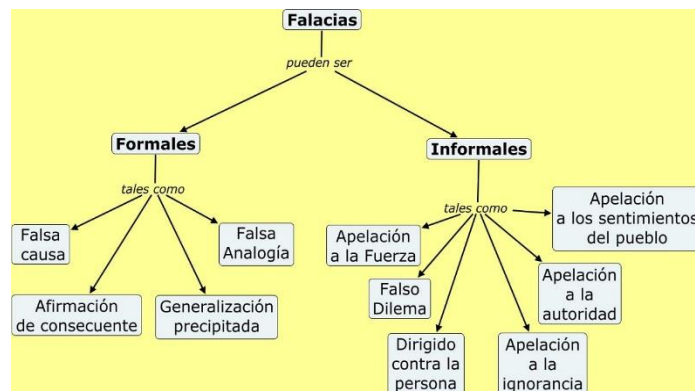 Falacias
pueden ser
Formales
tales como
Falsa
causa
Falsa
Analogía
Afirmación
de consecuente
Generalización
precipitada
Informales
tales como
Apelación
a los sentimientos
del pueblo
Apelación
a la Fuerza
Falso
Dilema
Apelación
a la
autoridad
Dirigido
contra la
persona
Apelación
a la
ignorancia